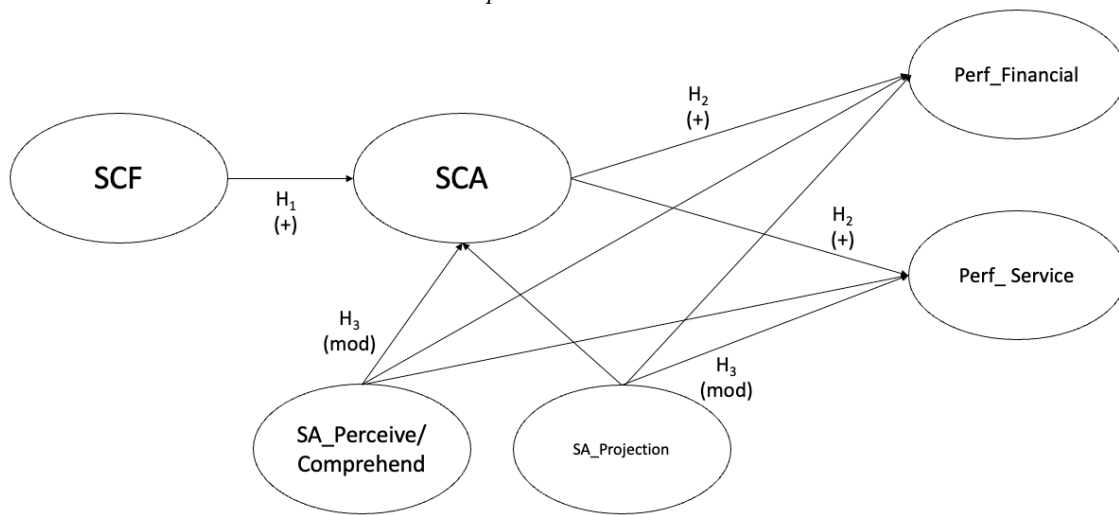 Perf_Financial
H2
(+)
SCF
SCA
H1
(+)
H2
(+)
Perf_ Service
H3
(mod)
H3
(mod)
SA_Perceive/
Comprehend
SA_Projection